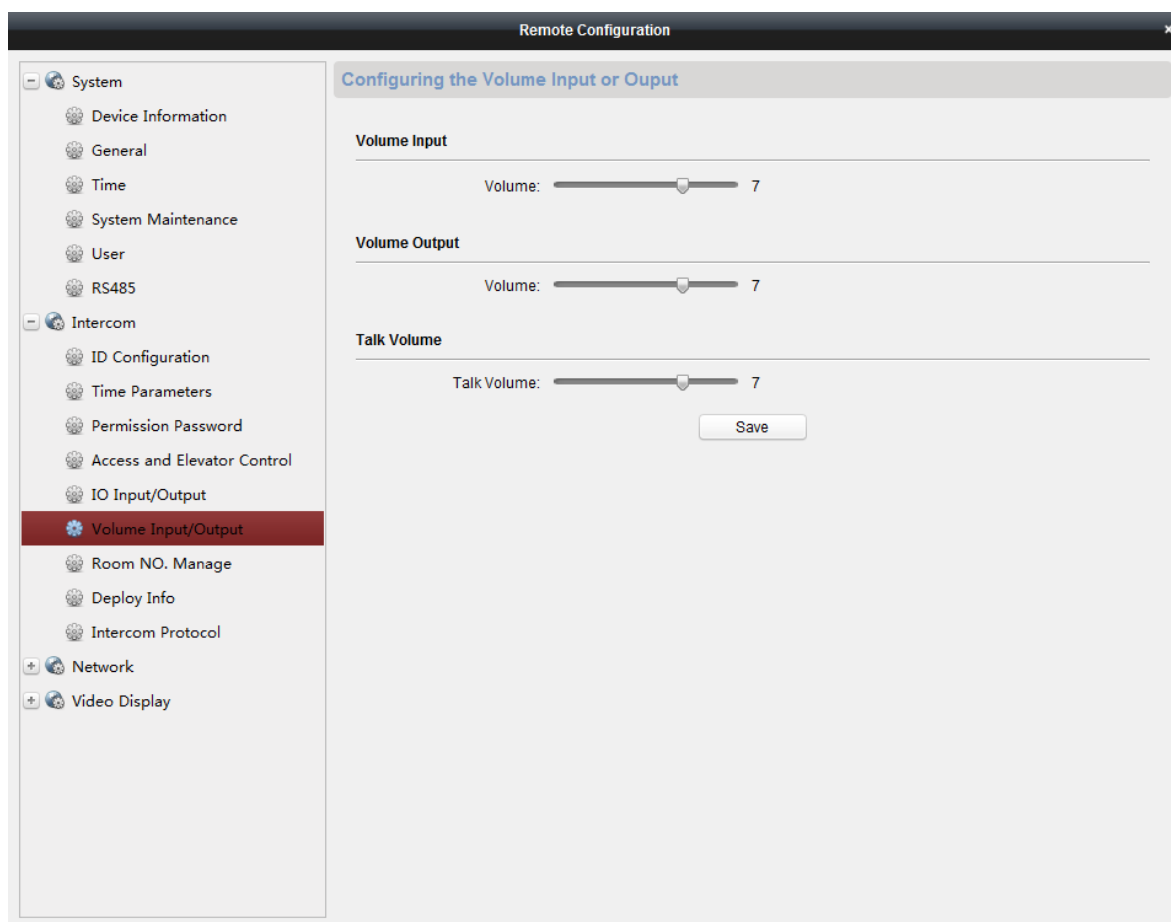 Remote Configuration
×
System
Device Information
General
Time
System Maintenance
User
RS485
Intercom
ID Configuration
Time Parameters
Permission Password
Access and Elevator Control
IO Input/Output
Volume Input/Output
Room NO. Manage
Deploy Info
Intercom Protocol
Network
Video Display
Configuring the Volume Input or Ouput
Volume Input
Volume: 7
Volume Output
Volume: 7
Talk Volume
Talk Volume: 7
Save